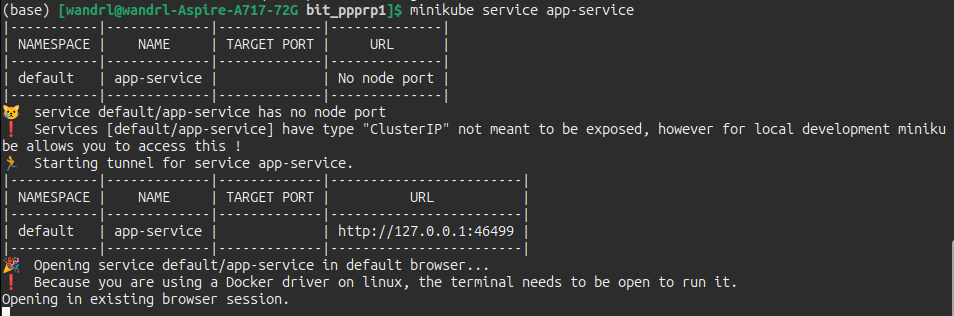 (base) [wandrl@wandrl-Aspire-A717-72G bit_ppprp1]$ minikube service app-service
|-----------|-------------|-------------|--------------|
| NAMESPACE |    NAME     | TARGET PORT |     URL      |
|-----------|-------------|-------------|--------------|
| default   | app-service |             | No node port |
|-----------|-------------|-------------|--------------|
😿  service default/app-service has no node port
❗  Services [default/app-service] have type "ClusterIP" not meant to be exposed, however for local development miniku
be allows you to access this !
🏃  Starting tunnel for service app-service.
|-----------|-------------|-------------|------------------------|
| NAMESPACE |    NAME     | TARGET PORT |          URL           |
|-----------|-------------|-------------|------------------------|
| default   | app-service |             | http://127.0.0.1:46499 |
|-----------|-------------|-------------|------------------------|
🎉  Opening service default/app-service in default browser...
❗  Because you are using a Docker driver on linux, the terminal needs to be open to run it.
Opening in existing browser session.